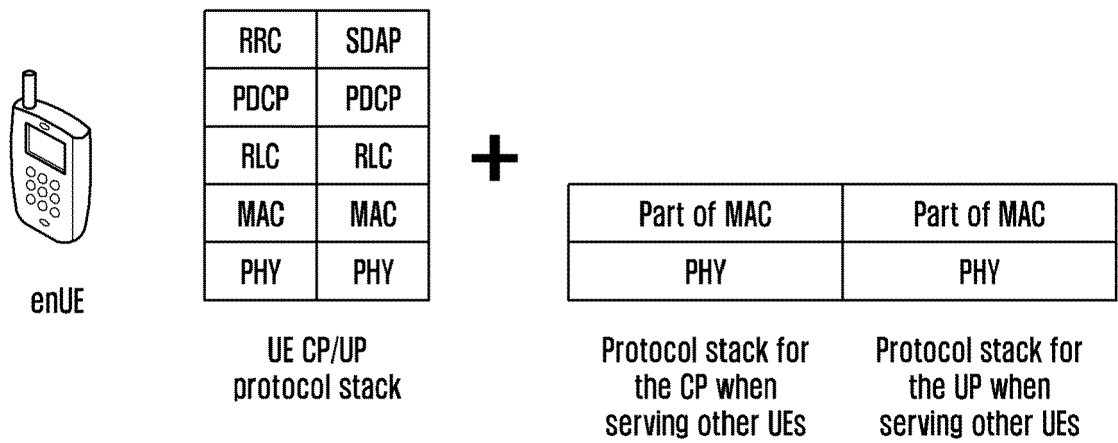 RRC SDAP
PDCP PDCP
RLC RLC
MAC MAC
PHY PHY
+
Part of MAC Part of MAC
PHY PHY
enUE
UE CP/UP
protocol stack
Protocol stack for
the CP when
serving other UEs
Protocol stack for
the UP when
serving other UEs